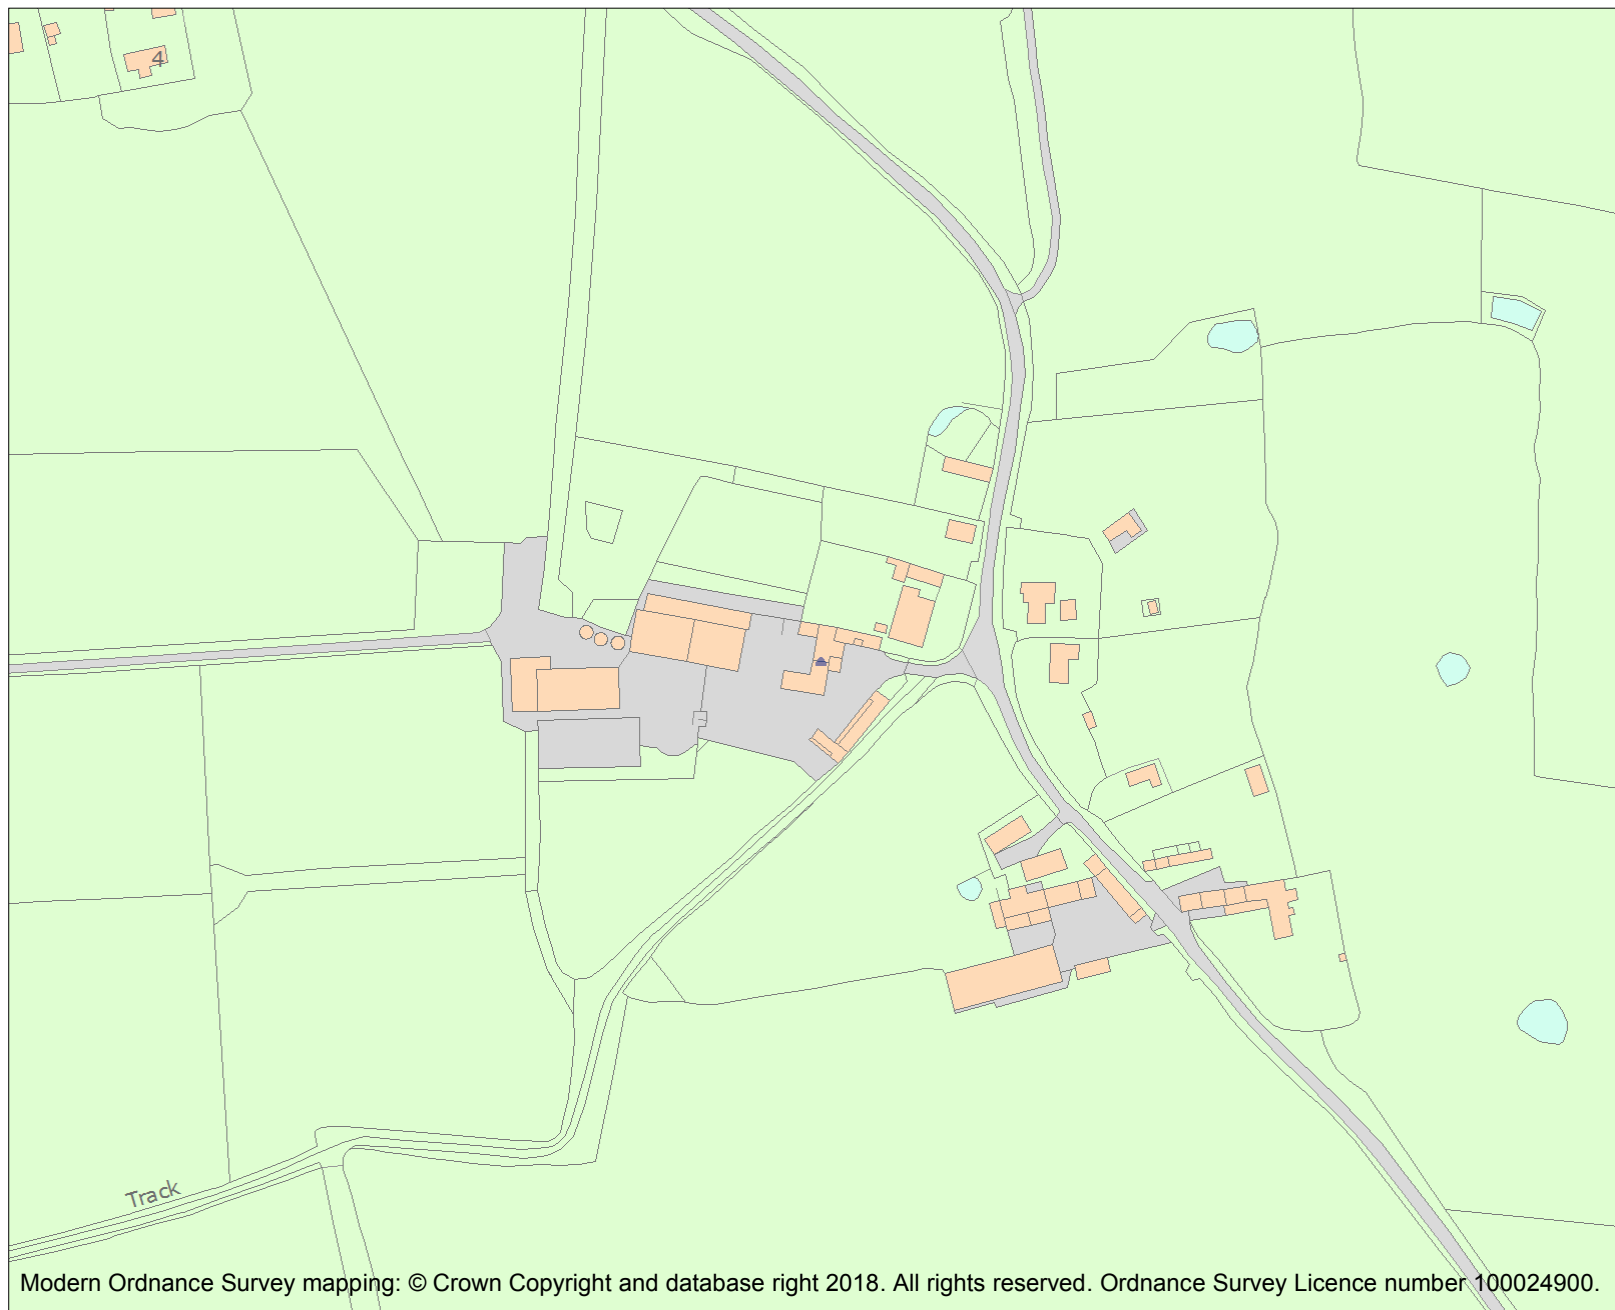 4
Track
Modern Ordnance Survey mapping: © Crown Copyright and database right 2018. All rights reserved. Ordnance Survey Licence number 100024900.